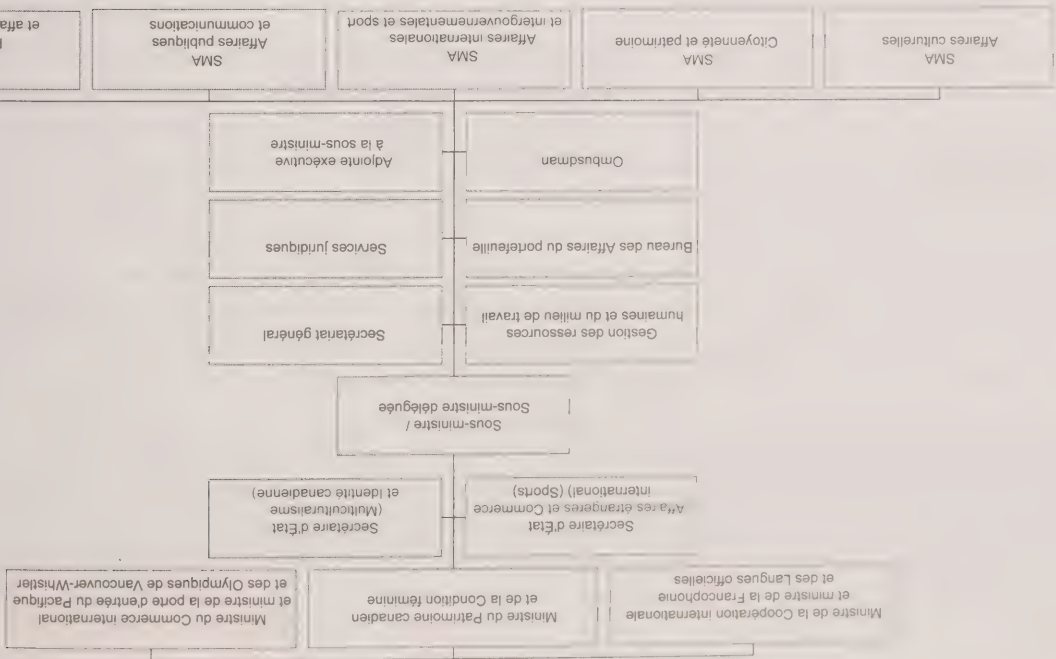 Ministre de la Coopération internationale
et ministre de la Francophonie
et des Langues officielles
Ministre du Patrimoine canadien
et de la Condition féminine
Ministre du Commerce international
et ministre de la porte d'entrée du Pacifique
et des Olympiques de Vancouver-Whistler
Secrétaire d'État
Affaires étrangères et Commerce
international) (Sports)
Secrétaire d'État
(Multiculturalisme
et Identité canadienne)
Sous-ministre /
Sous-ministre déléguée
Gestion des ressources
humaines et du milieu de travail
Secrétariat général
Bureau des Affaires du portefeuille
Services juridiques
Ombudsman
Adjointe exécutive
à la sous-ministre
SMA
Affaires culturelles
SMA
Citoyenneté et patrimoine
SMA
Affaires internationales
et intergouvernementales et sport
SMA
Affaires publiques
et communications
et affa